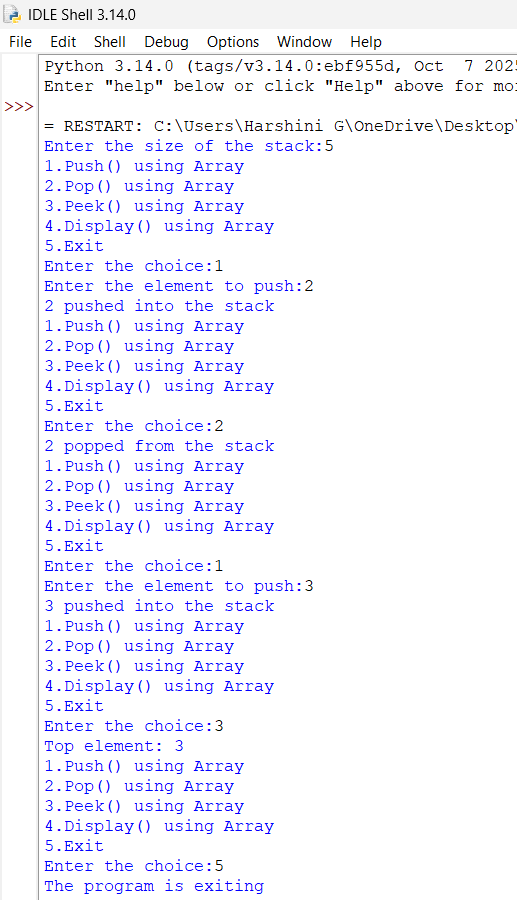 IDLE Shell 3.14.0
File Edit Shell Debug Options Window Help
Python 3.14.0 (tags/v3.14.0:ebf955d, Oct 7 2025
Enter "help" below or click "Help" above for
>>>
= RESTART: C:\Users\Harshini G\OneDrive\Desktop\
Enter the size of the stack:5
1.Push() using Array
2.Pop() using Array
3.Peek() using Array
4.Display() using Array
5.Exit
Enter the choice:1
Enter the element to push:2
2 pushed into the stack
1.Push() using Array
2.Pop() using Array
3.Peek() using Array
4.Display() using Array
5.Exit
Enter the choice:2
2 popped from the stack
1.Push() using Array
2.Pop() using Array
3.Peek() using Array
4.Display() using Array
5.Exit
Enter the choice:1
Enter the element to push:3
3 pushed into the stack
1.Push() using Array
2.Pop() using Array
3.Peek() using Array
4.Display() using Array
5.Exit
Enter the choice:3
Top element: 3
1.Push() using Array
2.Pop() using Array
3.Peek() using Array
4.Display() using Array
5.Exit
Enter the choice:5
The program is exiting